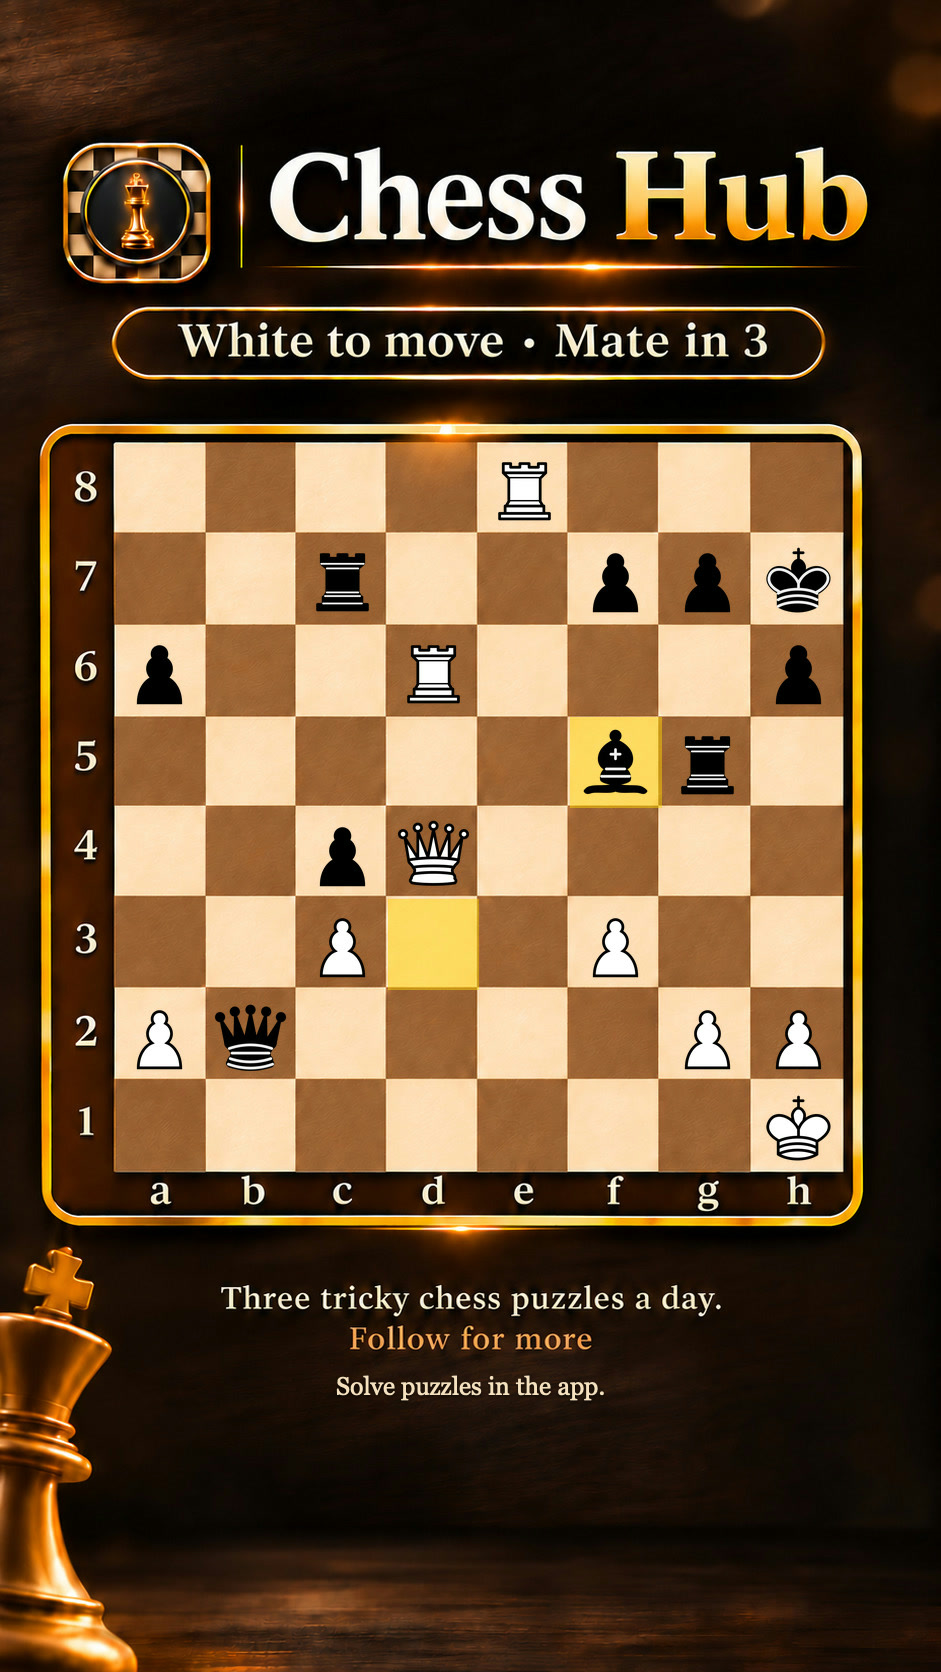 Chess Hub
White to move • Mate in 3
8
7
6
5
4
3
2
1
a b c d e f g h
Three tricky chess puzzles a day.
Follow for more
Solve puzzles in the app.